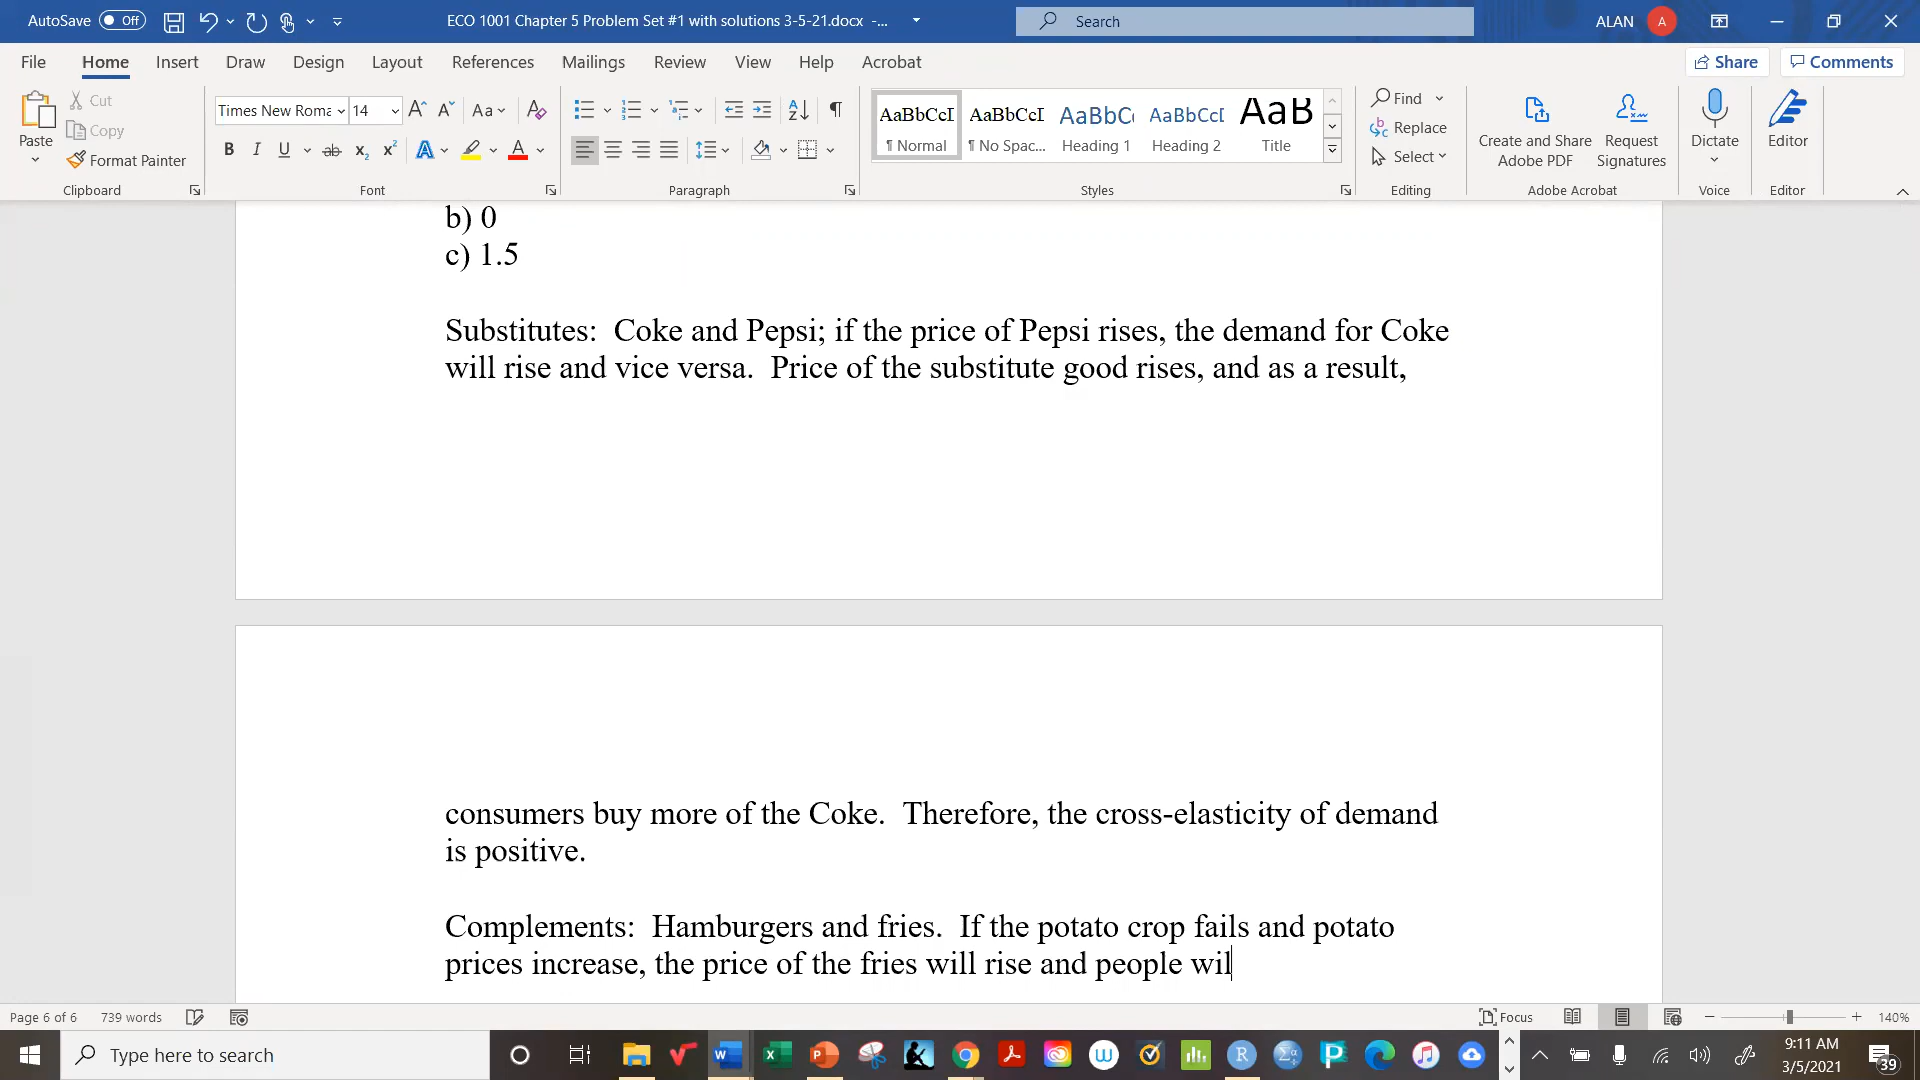 AutoSave Off ECO 1001 Chapter 5 Problem Set #1 with solutions 3-5-21.docx -... Search ALAN A
File Home Insert Draw Design Layout References Mailings Review View Help Acrobat Share Comments
Paste
Cut
Copy
Format Painter
Clipboard
Times New Roma 14
Aa
B I U ab x₂ x² A A
Font
Paragraph
AaBbCcI
¶ Normal
AaBbCcI
¶ No Spac...
AaBbC
Heading 1
AaBbCcI
Heading 2
AaB
Title
Styles
Find
Replace
Select
Editing
Create and Share
Adobe PDF
Request
Signatures
Adobe Acrobat
Dictate
Voice
Editor
Editor
b) 0
c) 1.5
Substitutes:  Coke and Pepsi; if the price of Pepsi rises, the demand for Coke
will rise and vice versa.  Price of the substitute good rises, and as a result,
consumers buy more of the Coke.  Therefore, the cross-elasticity of demand
is positive.
Complements:  Hamburgers and fries.  If the potato crop fails and potato
prices increase, the price of the fries will rise and people wil
Page 6 of 6 739 words Focus 140%
Type here to search
9:11 AM
3/5/2021
39